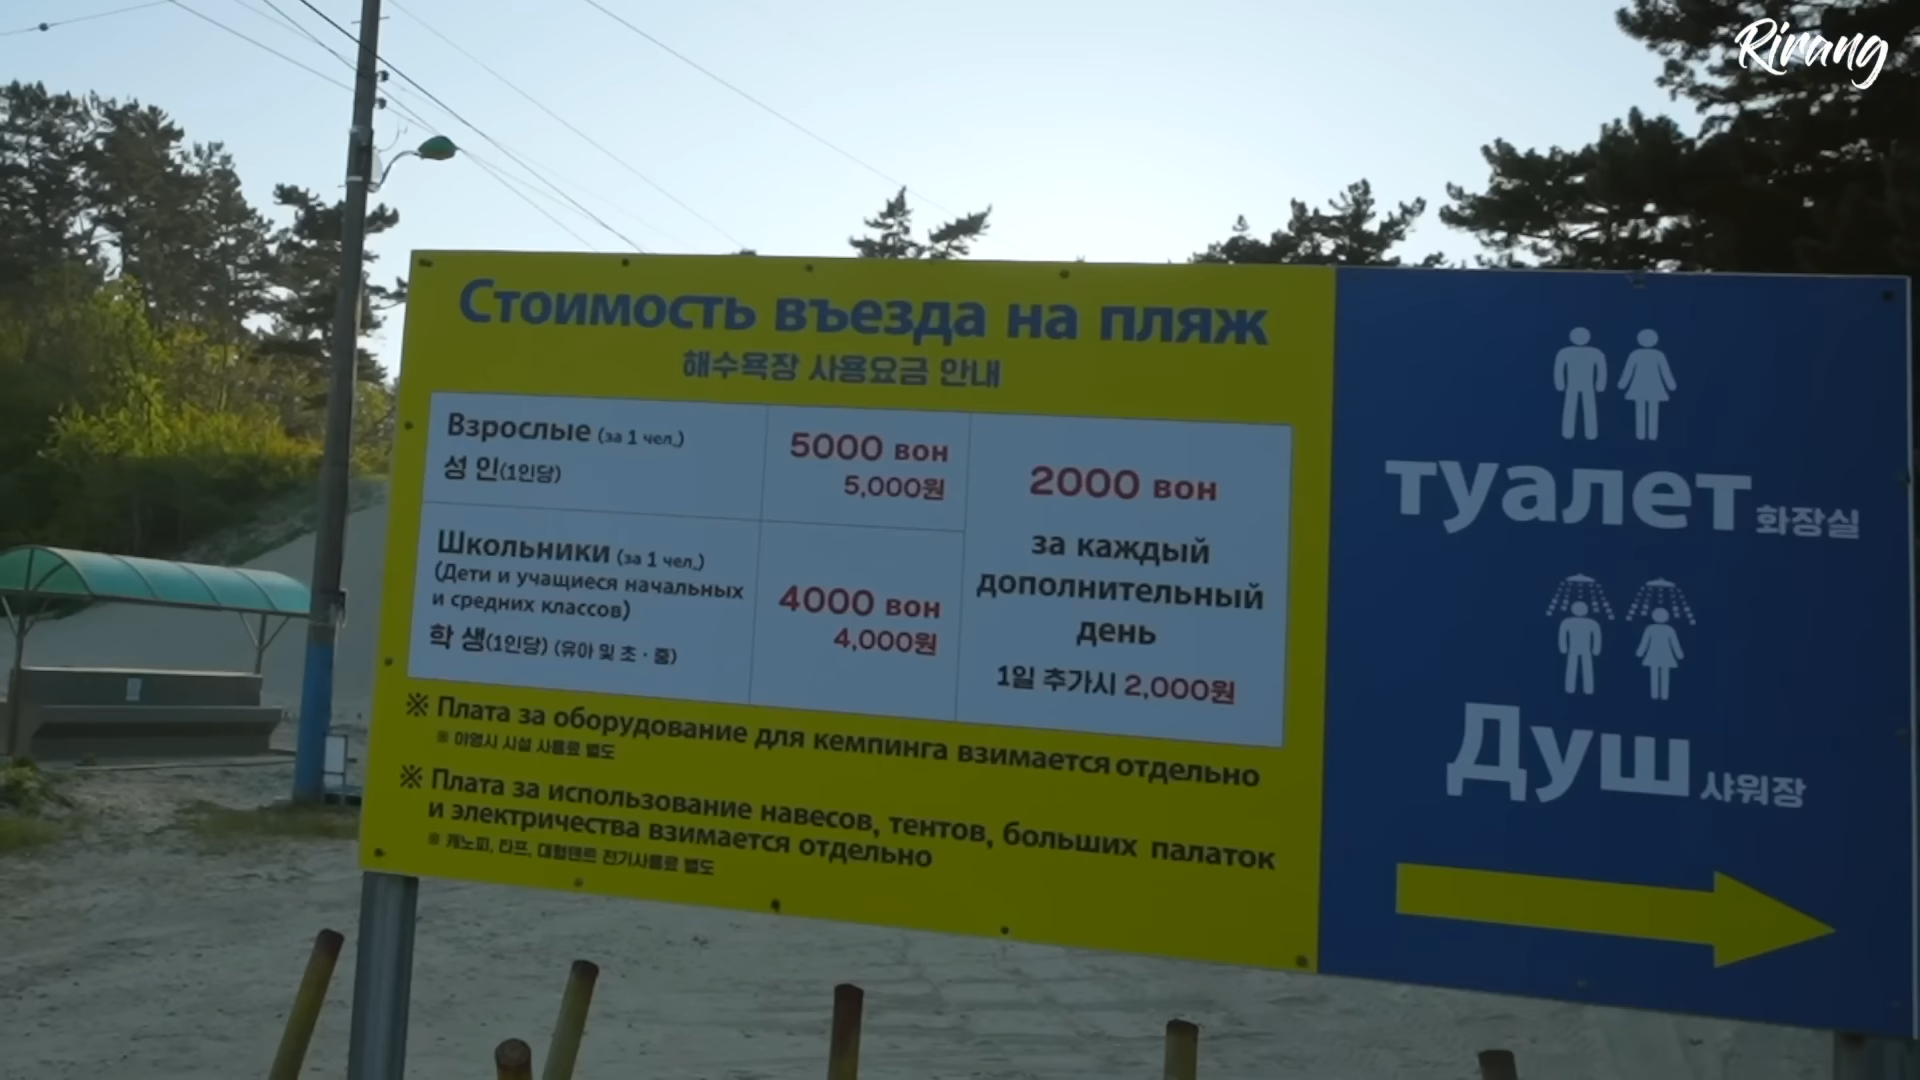 Rirang
Стоимость въезда на пляж
해수욕장 사용요금 안내
Взрослые (за 1 чел.)
성 인(1인당)
5000 вон
5,000원
Школьники (за 1 чел.)
(Дети и учащиеся начальных
и средних классов)
학 생(1인당) (유아 및 초·중)
4000 вон
4,000원
2000 вон
за каждый
дополнительный
день
1일 추가시 2,000원
※ Плата за оборудование для кемпинга взимается отдельно
※ 야영시 시설 사용료 별도
※ Плата за использование навесов, тентов, больших палаток
и электричества взимается отдельно
※ 캐노피, 타프, 대형텐트 전기사용료 별도
туалет 화장실
Душ 샤워장